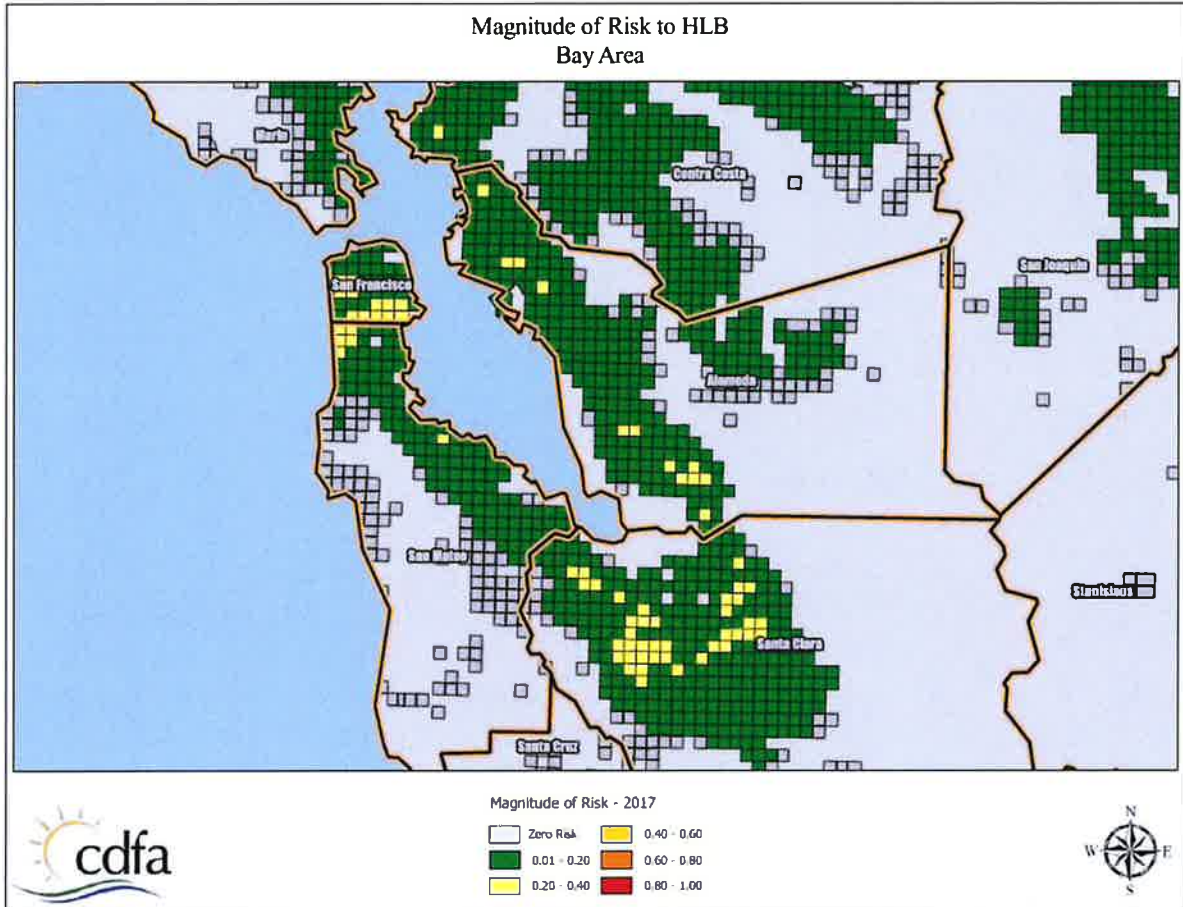 Magnitude of Risk to HLB
Bay Area
Marin
Contra Costa
San Francisco
San Joaquin
Alameda
San Mateo
Stanislaus
Santa Clara
Santa Cruz
Magnitude of Risk - 2017
Zero Risk
0.40 - 0.60
0.01 - 0.20
0.60 - 0.80
0.20 - 0.40
0.80 - 1.00
cdfa
N
W E
S